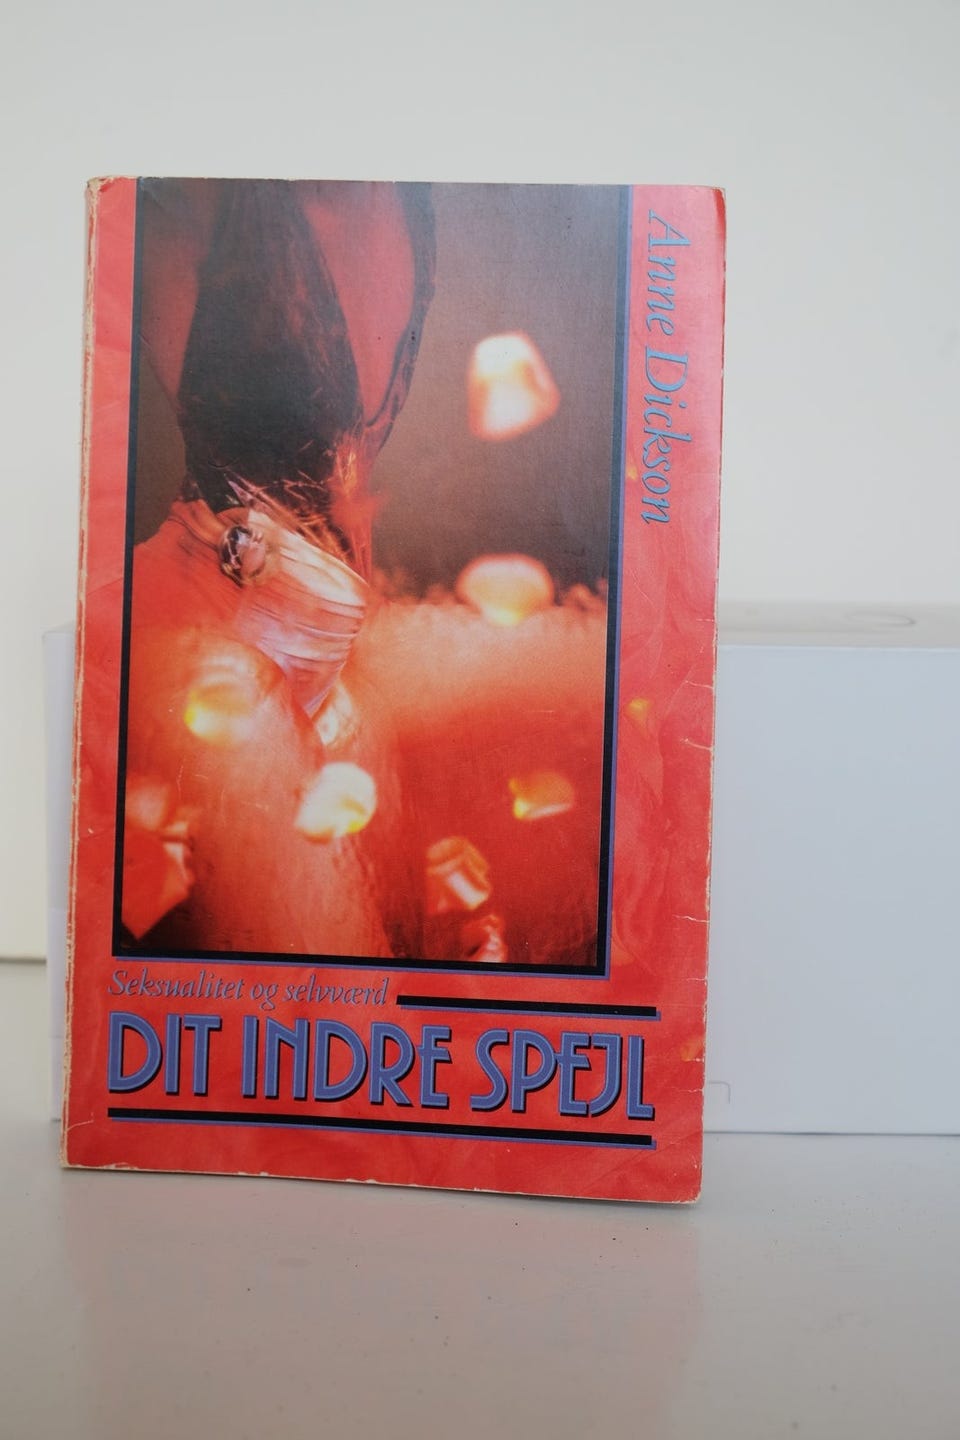 Anne Dickson
Seksualitet og selvværd
DIT INDRE SPEJL